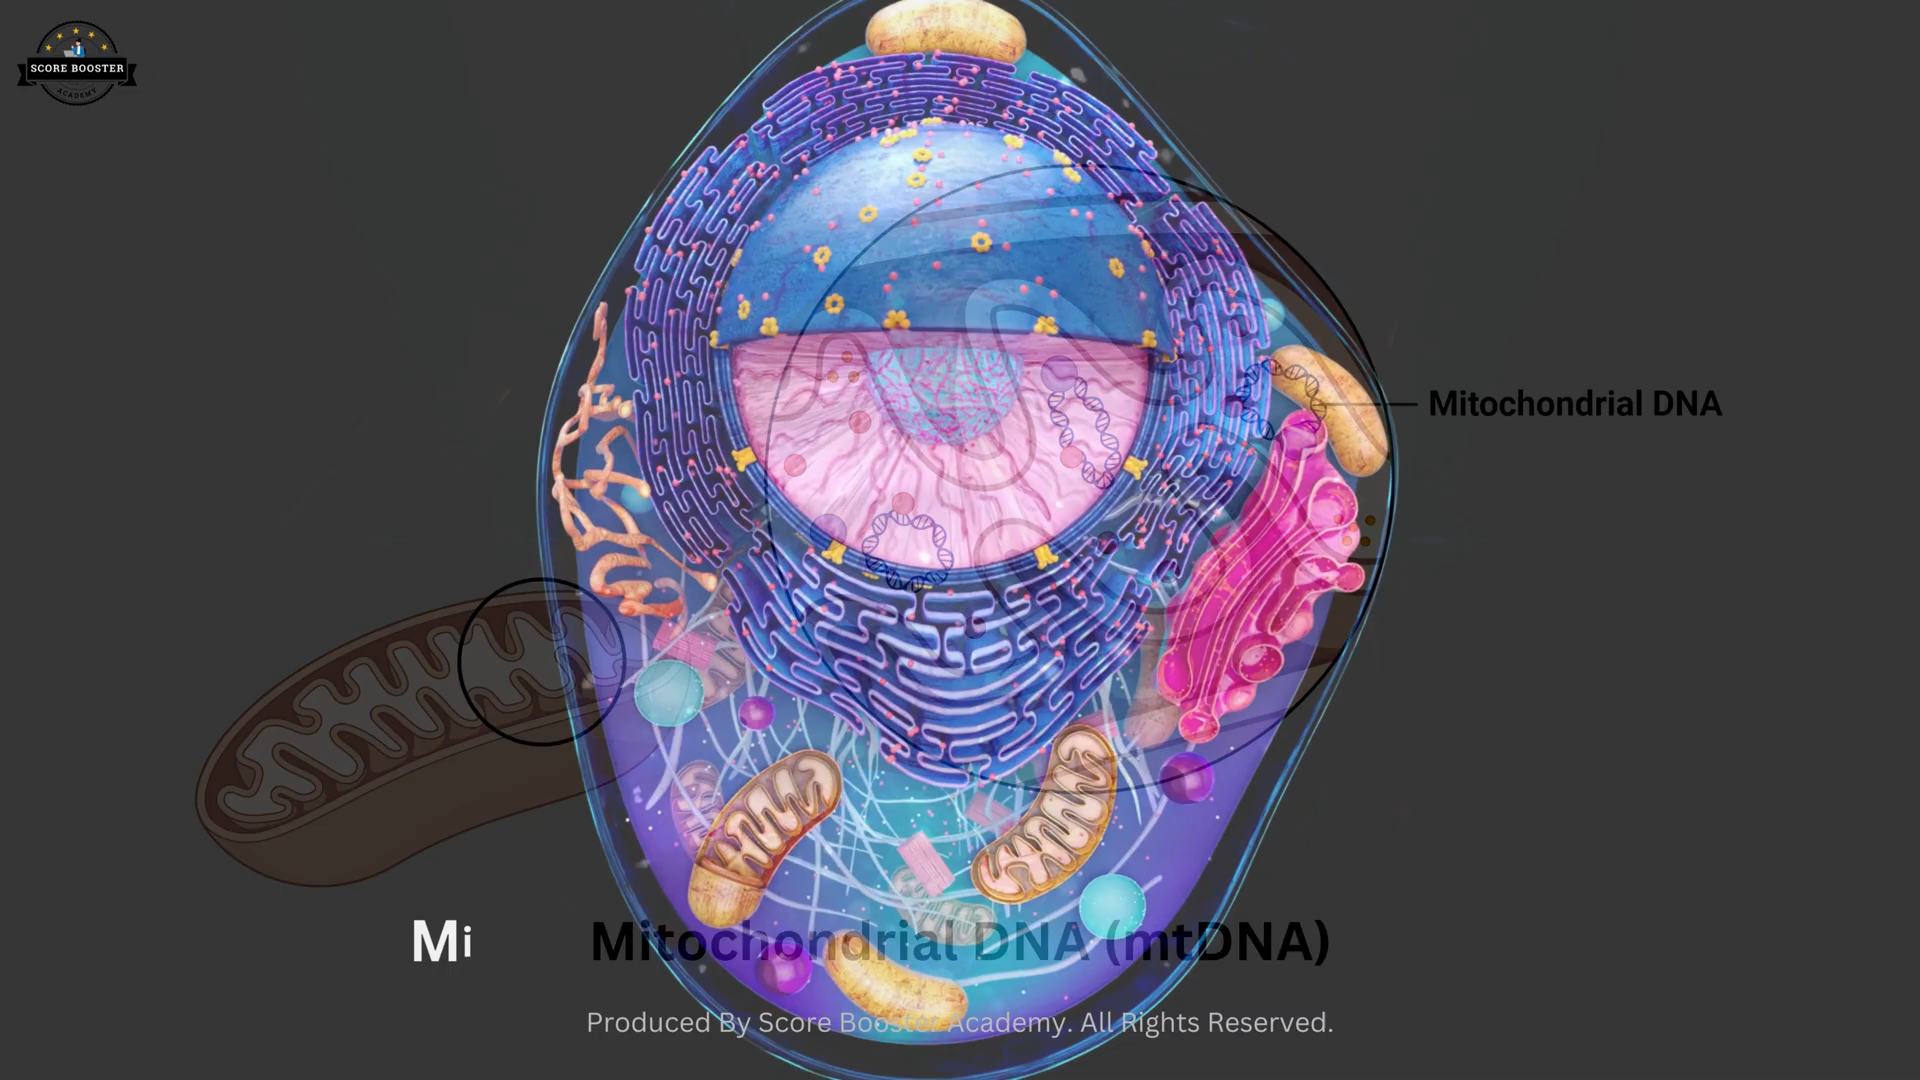 SCORE BOOSTER
ACADEMY
Mitochondrial DNA
Mi
Mitochondrial DNA (mtDNA)
Produced By Score Booster Academy. All Rights Reserved.